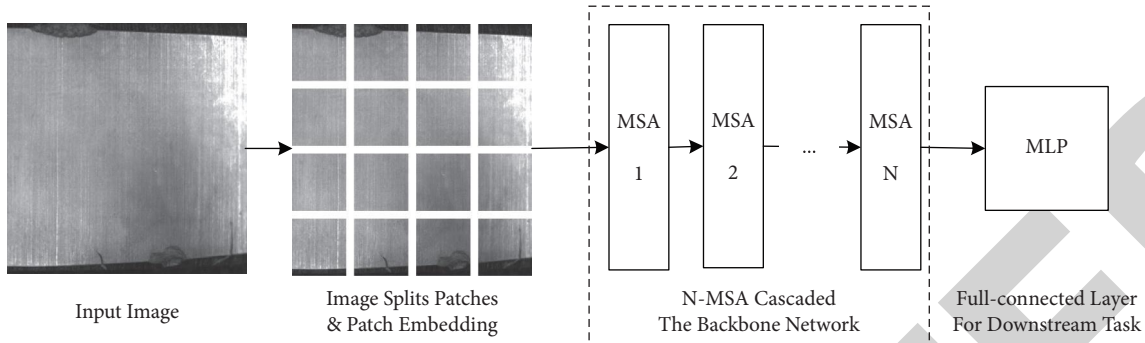 MSA
1
MSA
2
...
MSA
N
MLP
Input Image
Image Splits Patches
& Patch Embedding
N-MSA Cascaded
The Backbone Network
Full-connected Layer
For Downstream Task